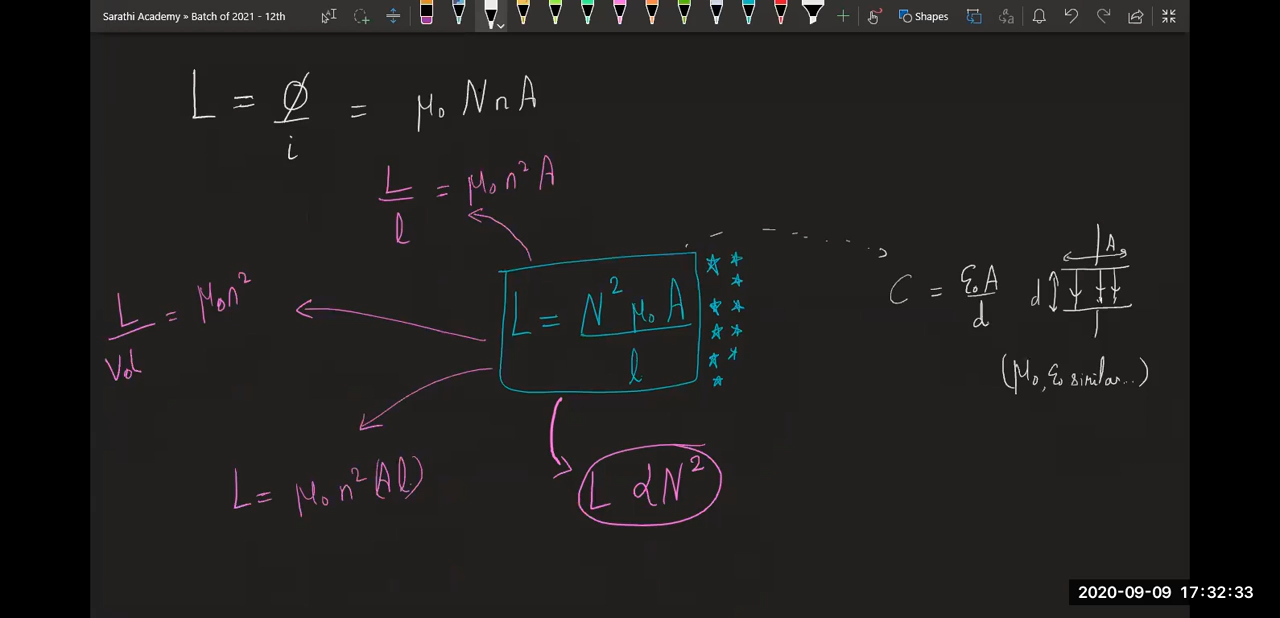 Sarathi Academy » Batch of 2021 - 12th
Shapes
L = ϕ/i = μ₀ N n A
L/l = μ₀ n² A
L/Vol = μ₀ n²
L = N² μ₀ A / l
C = ε₀A/d
A
d
(μ₀, ε₀ similar...)
L = μ₀ n² (Al)
L ∝ N²
2020-09-09 17:32:33